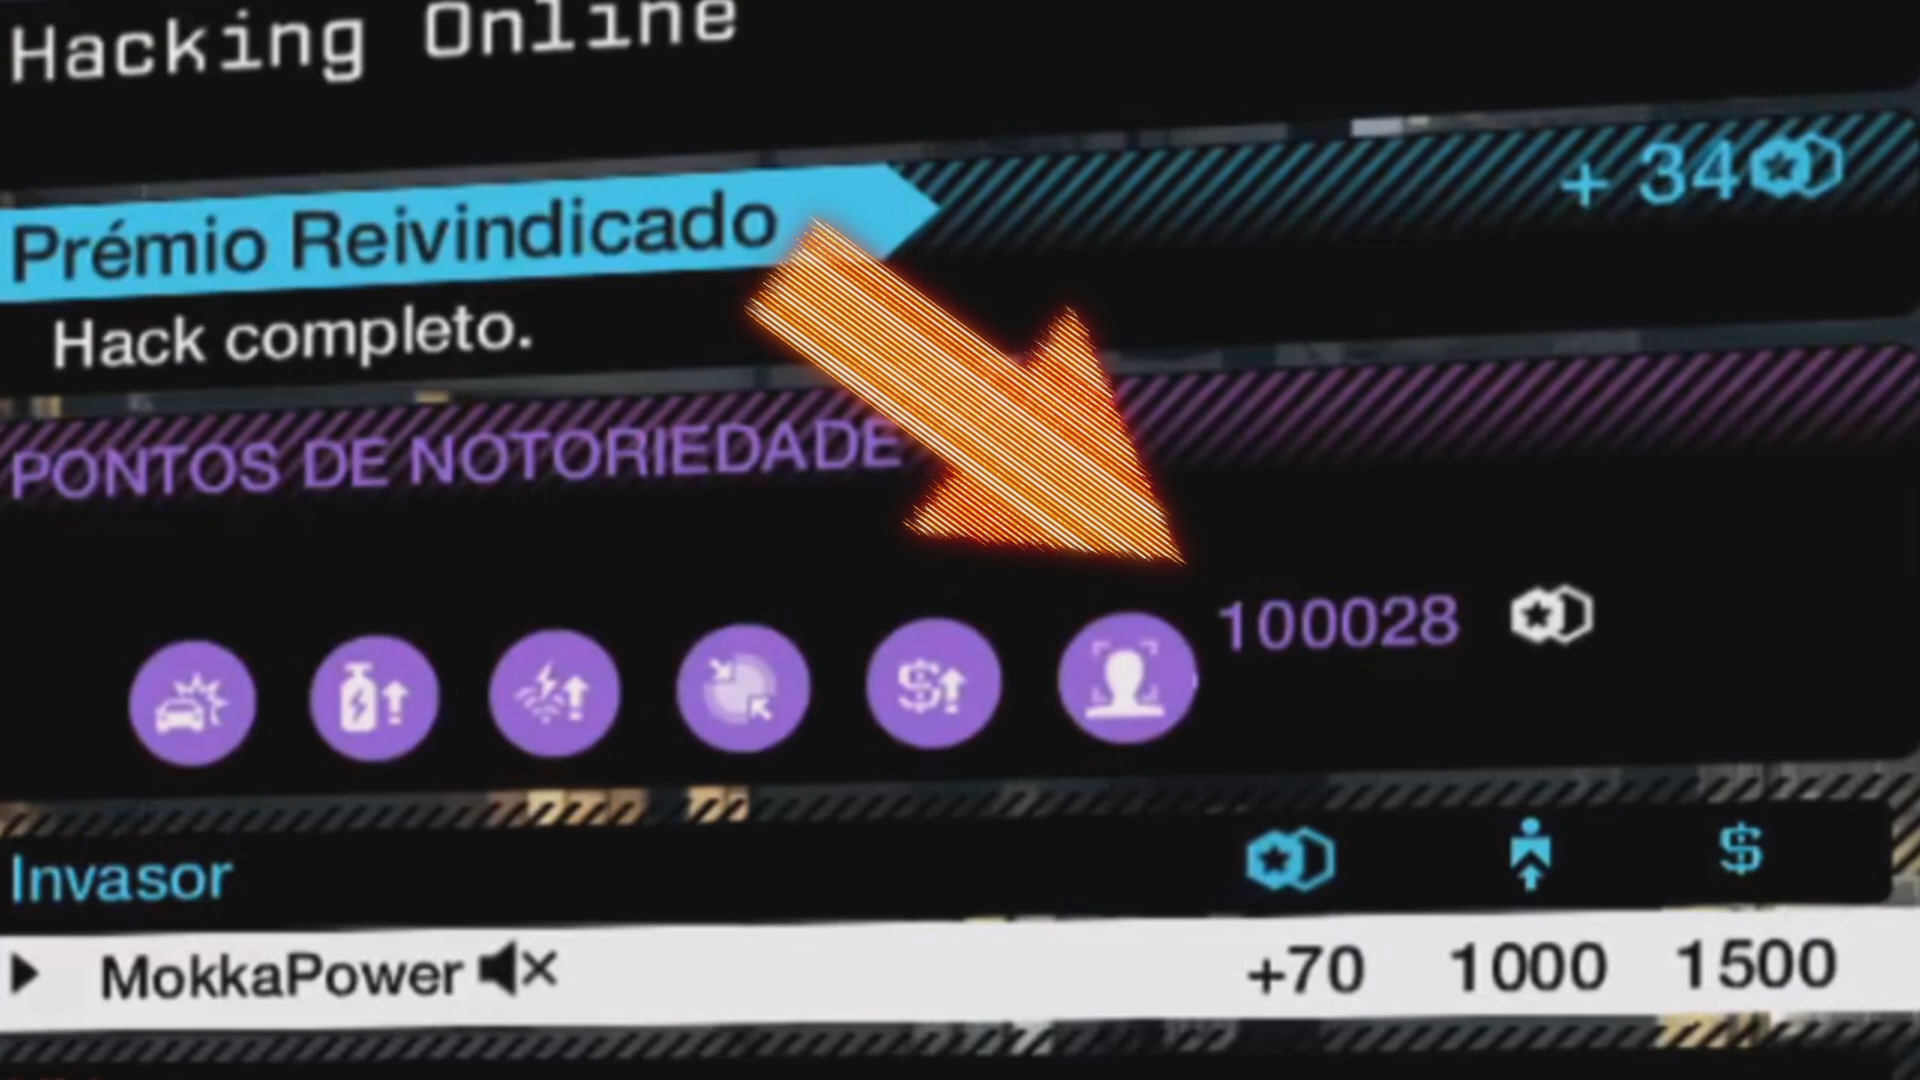 Hacking Online
Prémio Reivindicado
+ 34
Hack completo.
PONTOS DE NOTORIEDADE
100028
Invasor
$
MokkaPower
+70
1000
1500